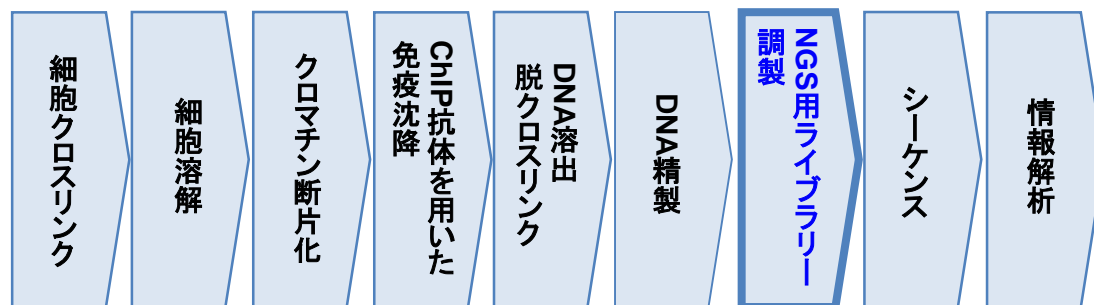 細胞クロスリンク
細胞溶解
クロマチン断片化
ChIP抗体を用いた
免疫沈降
DNA溶出
脱クロスリンク
DNA精製
NGS用ライブラリー
調製
シーケンス
情報解析